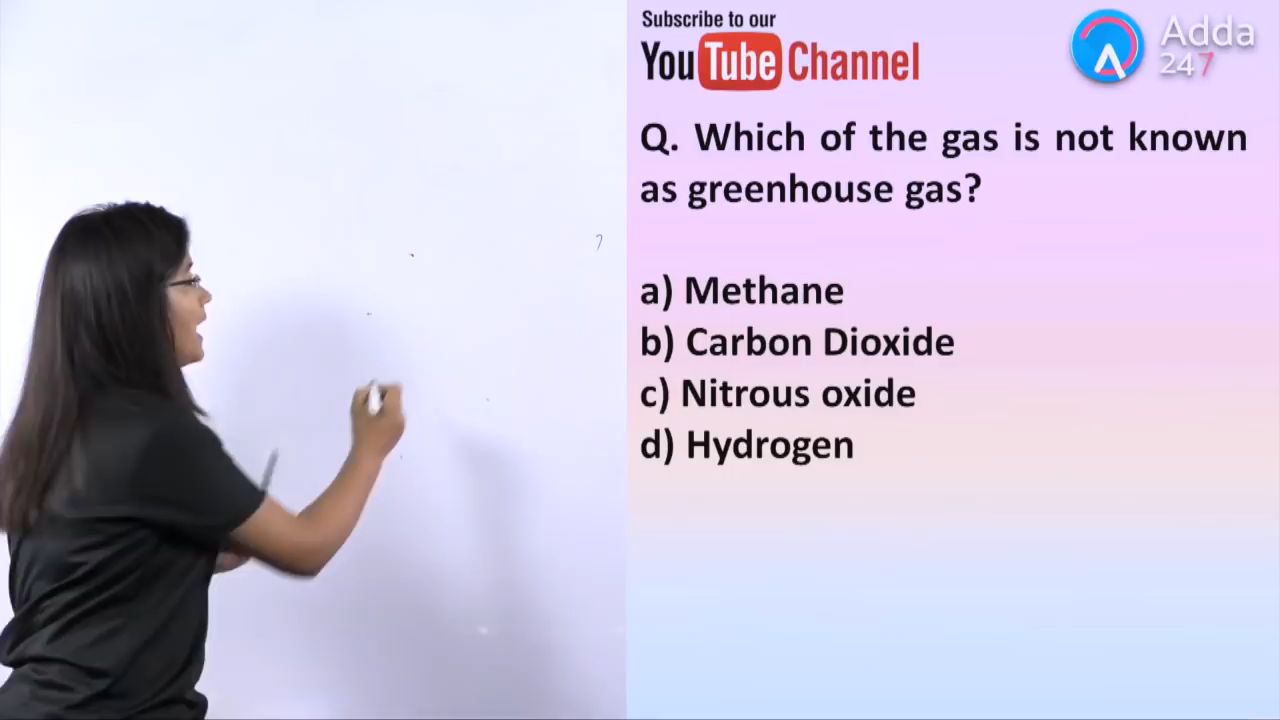 Subscribe to our
YouTube Channel
Adda
247
Q. Which of the gas is not known
as greenhouse gas?
a) Methane
b) Carbon Dioxide
c) Nitrous oxide
d) Hydrogen